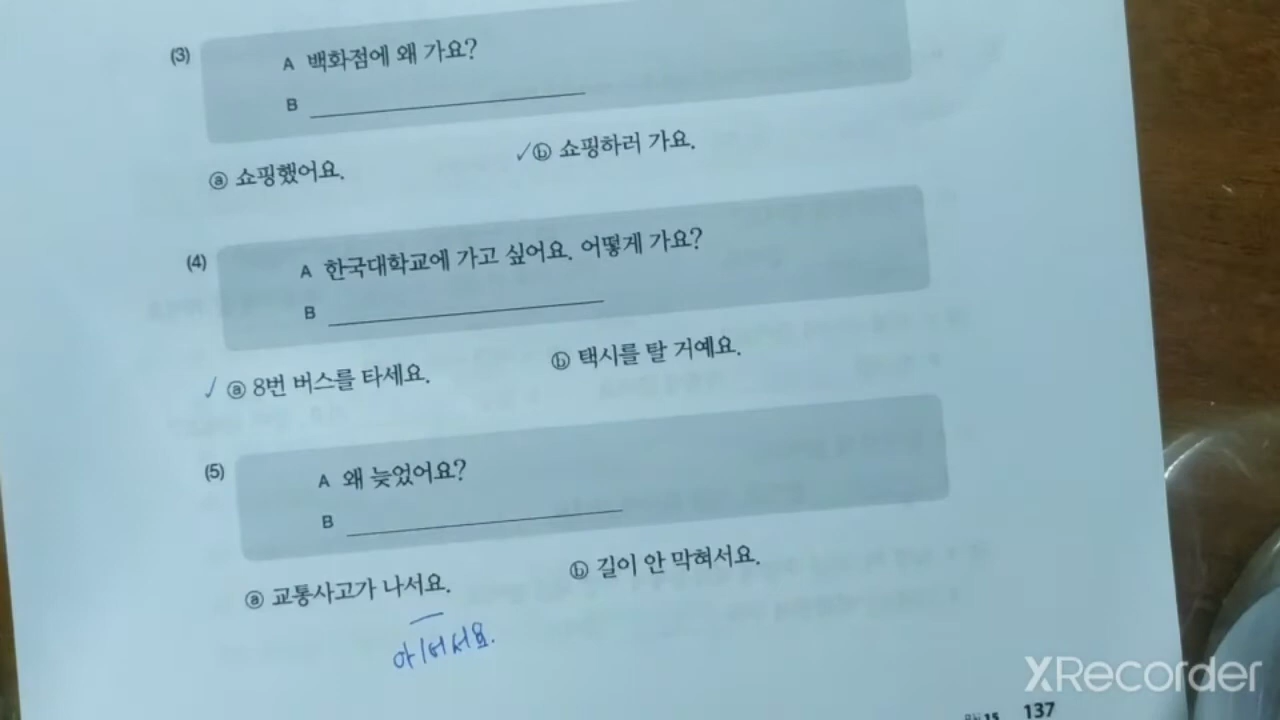 (3)
A 백화점에 왜 가요?
B
ⓐ 쇼핑했어요. ✓ⓑ 쇼핑하러 가요.
(4)
A 한국대학교에 가고 싶어요. 어떻게 가요?
B
✓ ⓐ 8번 버스를 타세요. ⓑ 택시를 탈 거예요.
(5)
A 왜 늦었어요?
B
ⓐ 교통사고가 나서요. ⓑ 길이 안 막혀서요.
아/어서요.
15 137
XRecorder